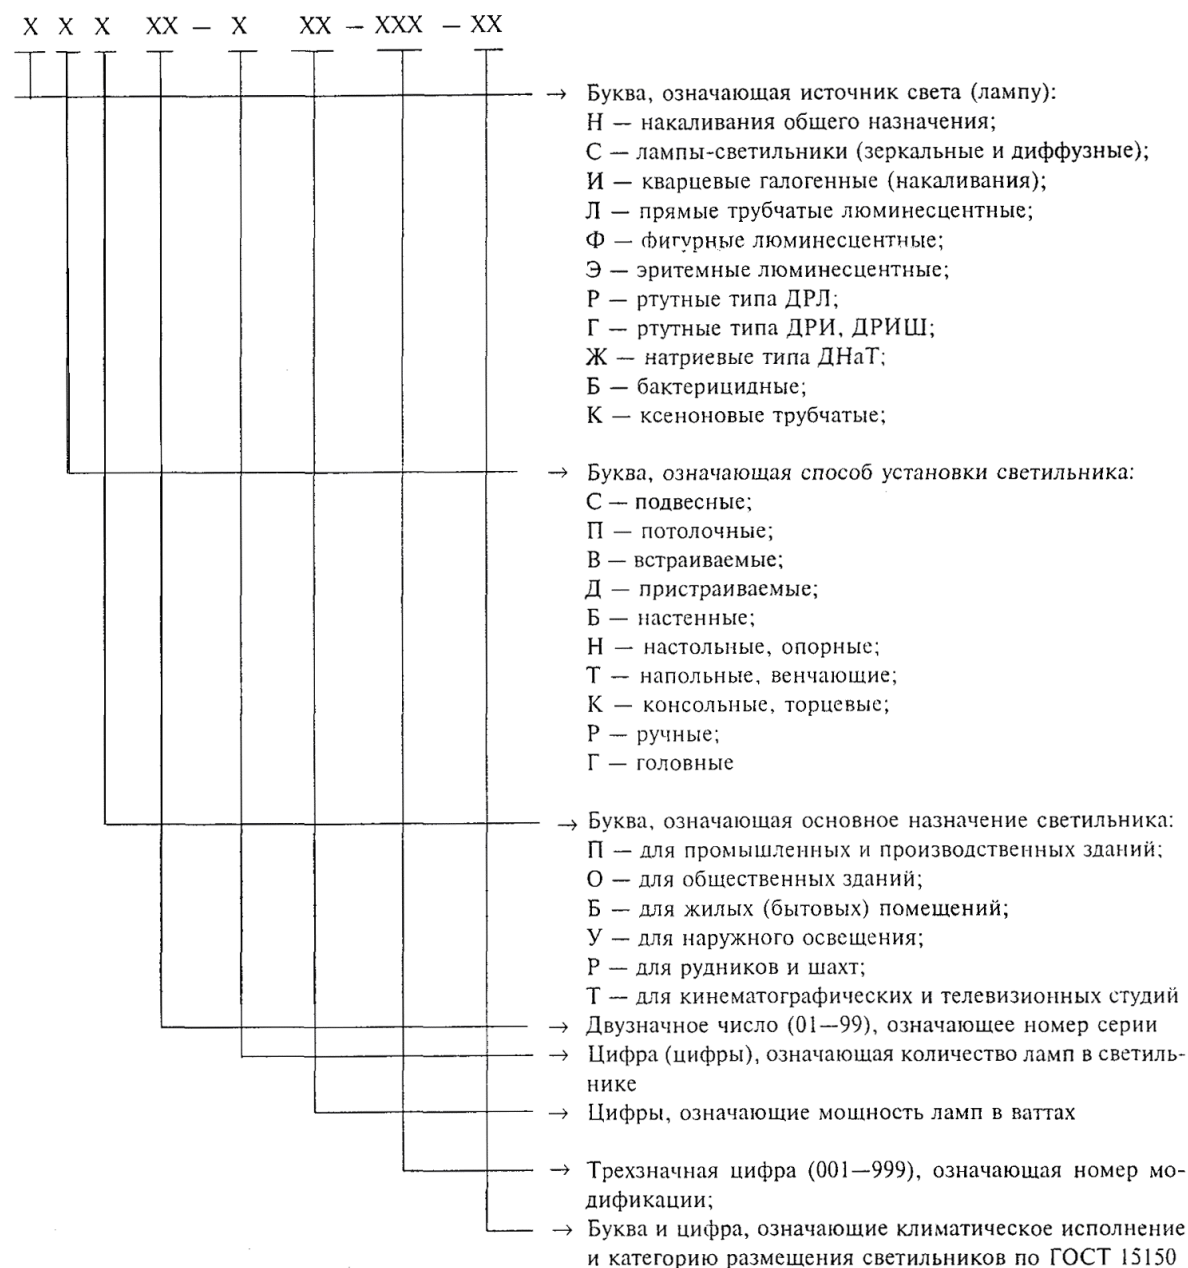 X X X XX – X XX – XXX – XX
→ Буква, означающая источник света (лампу):
Н — накаливания общего назначения;
С — лампы-светильники (зеркальные и диффузные);
И — кварцевые галогенные (накаливания);
Л — прямые трубчатые люминесцентные;
Ф — фигурные люминесцентные;
Э — эритемные люминесцентные;
Р — ртутные типа ДРЛ;
Г — ртутные типа ДРИ, ДРИШ;
Ж — натриевые типа ДНаТ;
Б — бактерицидные;
К — ксеноновые трубчатые;
→ Буква, означающая способ установки светильника:
С — подвесные;
П — потолочные;
В — встраиваемые;
Д — пристраиваемые;
Б — настенные;
Н — настольные, опорные;
Т — напольные, венчающие;
К — консольные, торцевые;
Р — ручные;
Г — головные
→ Буква, означающая основное назначение светильника:
П — для промышленных и производственных зданий;
О — для общественных зданий;
Б — для жилых (бытовых) помещений;
У — для наружного освещения;
Р — для рудников и шахт;
Т — для кинематографических и телевизионных студий
→ Двузначное число (01—99), означающее номер серии
→ Цифра (цифры), означающая количество ламп в светиль-
нике
→ Цифры, означающие мощность ламп в ваттах
→ Трехзначная цифра (001—999), означающая номер мо-
дификации;
→ Буква и цифра, означающие климатическое исполнение
и категорию размещения светильников по ГОСТ 15150